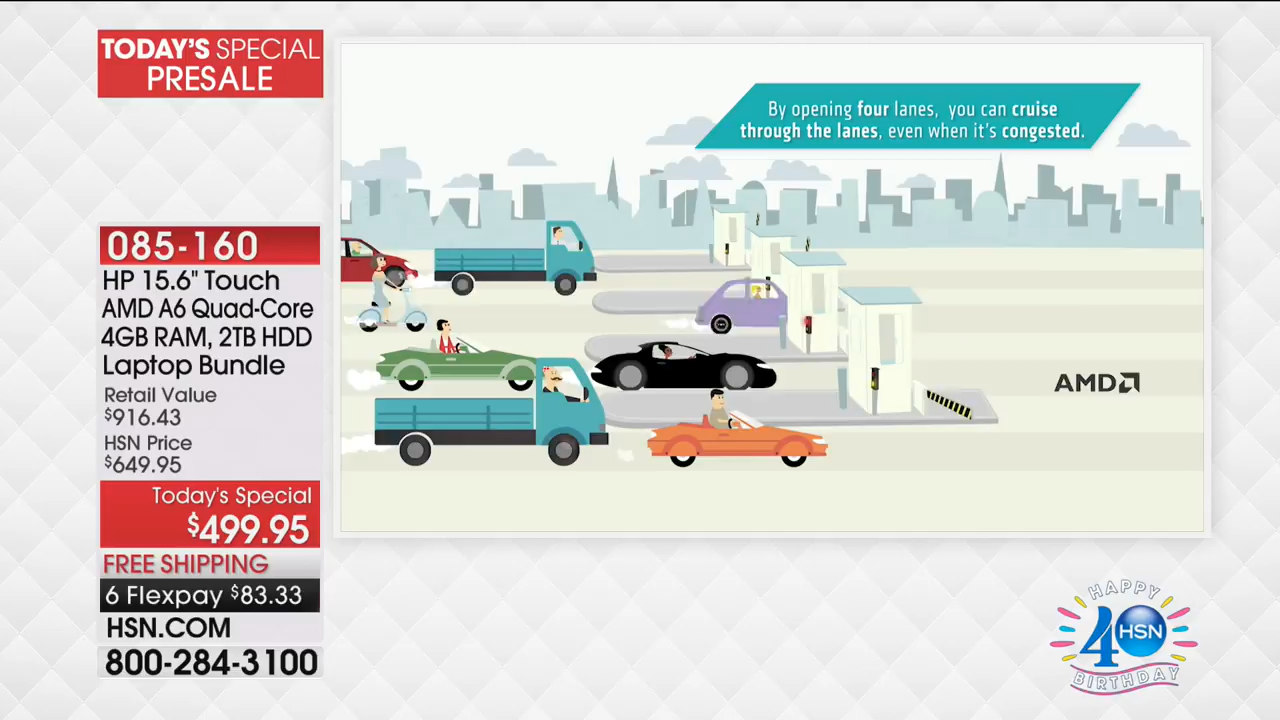 TODAY'S SPECIAL
PRESALE
085-160
HP 15.6" Touch
AMD A6 Quad-Core
4GB RAM, 2TB HDD
Laptop Bundle
Retail Value
$916.43
HSN Price
$649.95
Today's Special
$499.95
FREE SHIPPING
6 Flexpay $83.33
HSN.COM
800-284-3100
By opening four lanes, you can cruise
through the lanes, even when it's congested.
AMD
HAPPY
40 HSN
BIRTHDAY